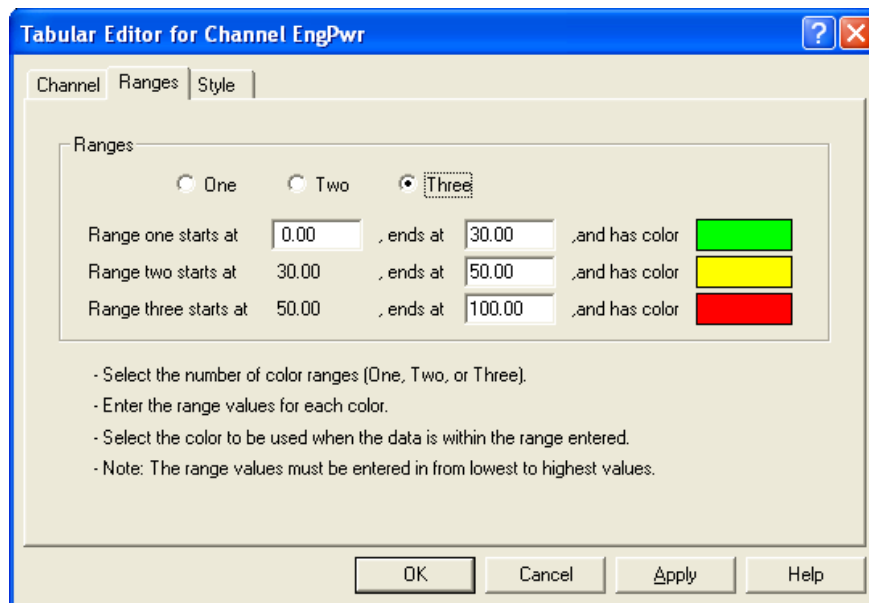 Tabular Editor for Channel EngPwr
Channel Ranges Style
Ranges
One Two Three
Range one starts at 0.00 , ends at 30.00 ,and has color
Range two starts at 30.00 , ends at 50.00 ,and has color
Range three starts at 50.00 , ends at 100.00 ,and has color
- Select the number of color ranges (One, Two, or Three).
- Enter the range values for each color.
- Select the color to be used when the data is within the range entered.
- Note: The range values must be entered in from lowest to highest values.
OK Cancel Apply Help